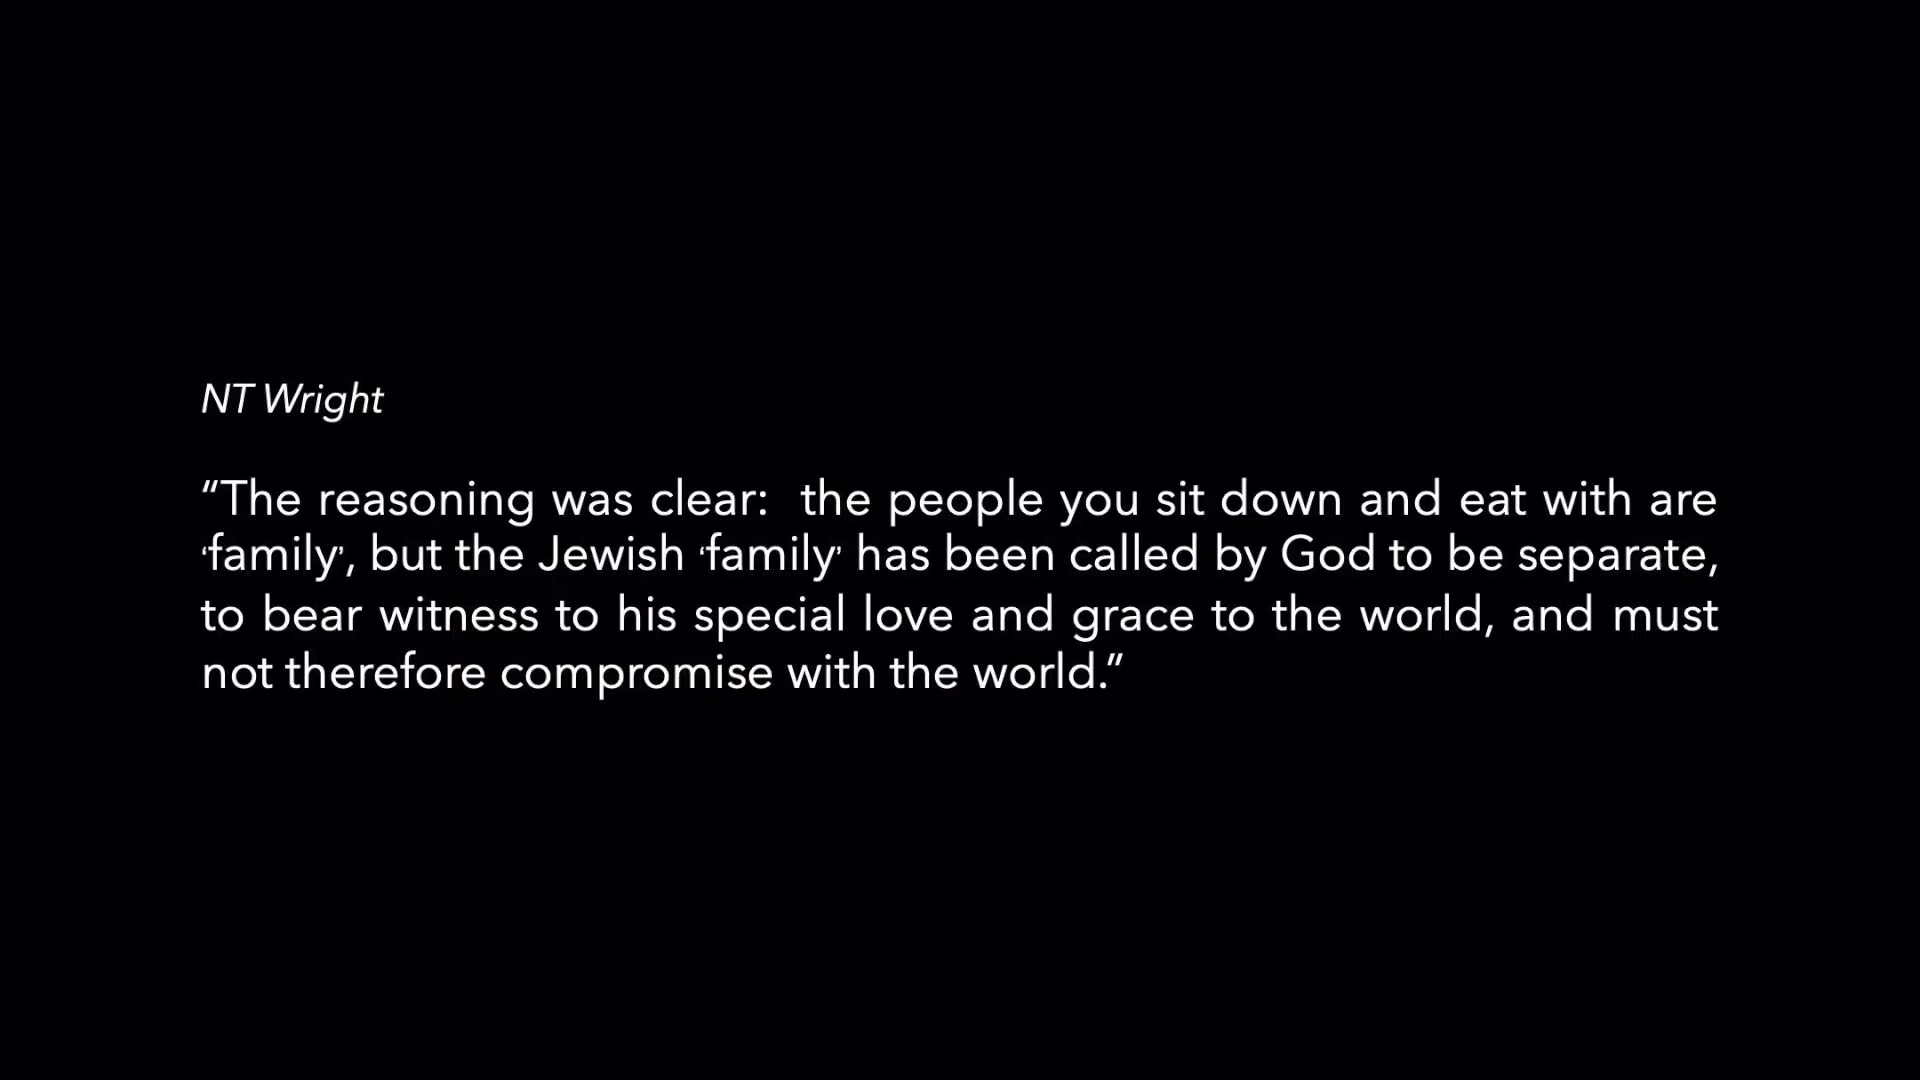 NT Wright
“The reasoning was clear:  the people you sit down and eat with are
‘family’, but the Jewish ‘family’ has been called by God to be separate,
to bear witness to his special love and grace to the world, and must
not therefore compromise with the world.”